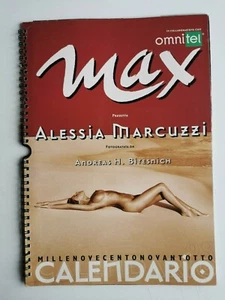 omnitel
max
Presenta
Alessia Marcuzzi
Fotografata da
Andreas H. Bitesnich
MILLENOVECENTONOVANTOTTO
CALENDARIO